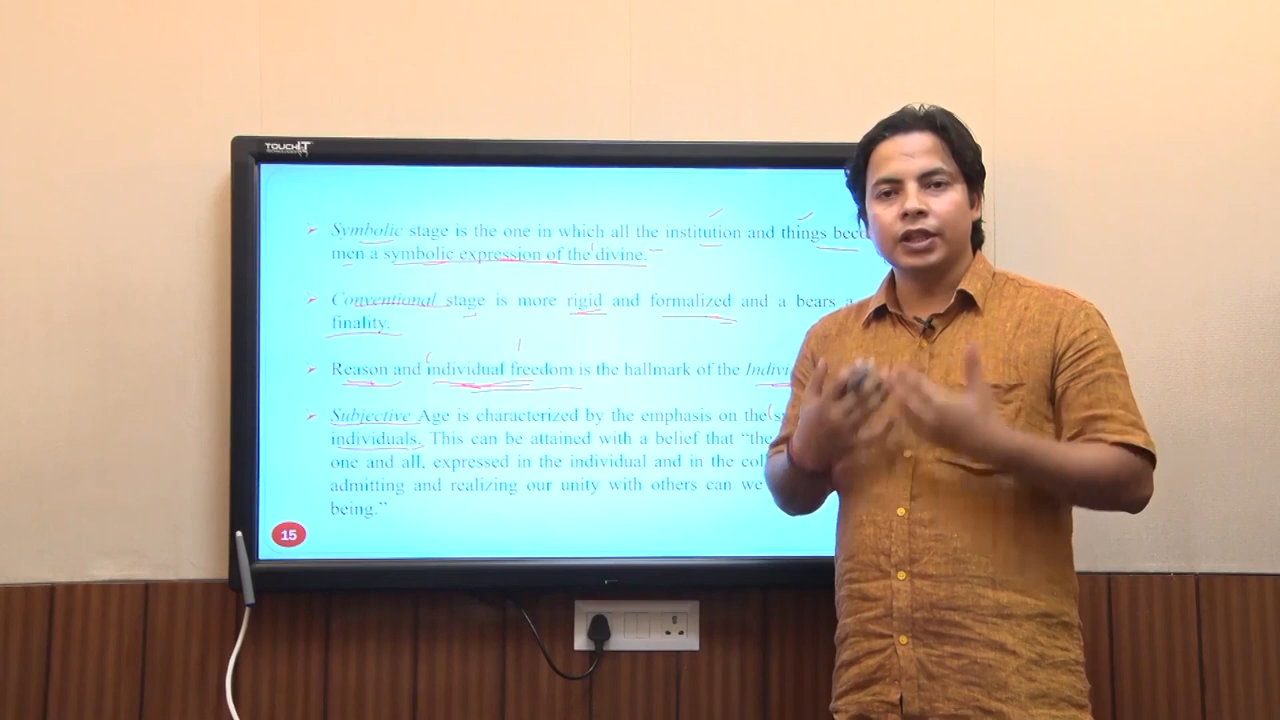 TOUCHIT
TECHNOLOGIES
Symbolic stage is the one in which all the institution and things
men a symbolic expression of the divine.
Conventional stage is more rigid and formalized and a bears a
finality.
Reason and individual freedom is the hallmark of the
Subjective Age is characterized by the emphasis on the
individuals. This can be attained with a belief that “the
one and all, expressed in the individual and in the
admitting and realizing our unity with others can we
being.”
15